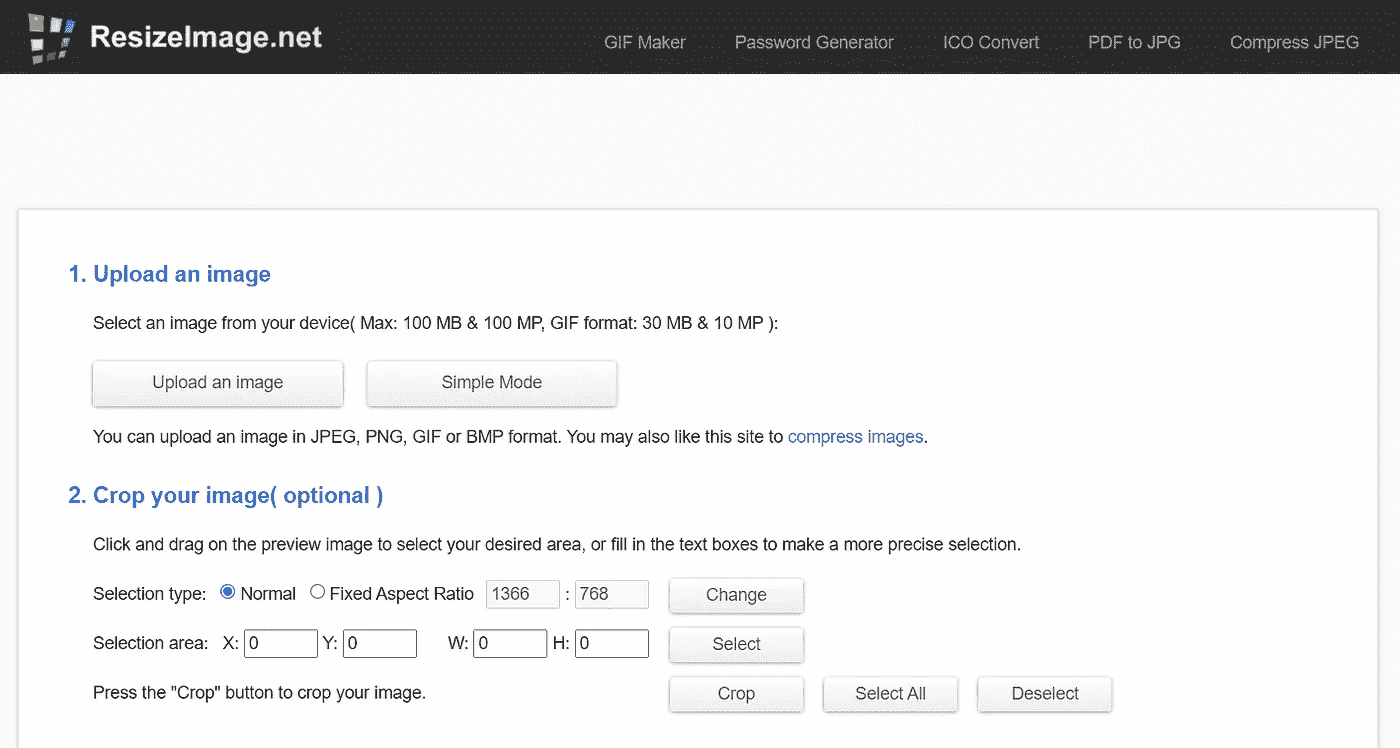 ResizeImage.net
GIF Maker Password Generator ICO Convert PDF to JPG Compress JPEG
1. Upload an image
Select an image from your device( Max: 100 MB & 100 MP, GIF format: 30 MB & 10 MP ):
Upload an image Simple Mode
You can upload an image in JPEG, PNG, GIF or BMP format. You may also like this site to compress images.
2. Crop your image( optional )
Click and drag on the preview image to select your desired area, or fill in the text boxes to make a more precise selection.
Selection type: Normal Fixed Aspect Ratio 1366 : 768 Change
Selection area: X: 0 Y: 0 W: 0 H: 0 Select
Press the "Crop" button to crop your image. Crop Select All Deselect